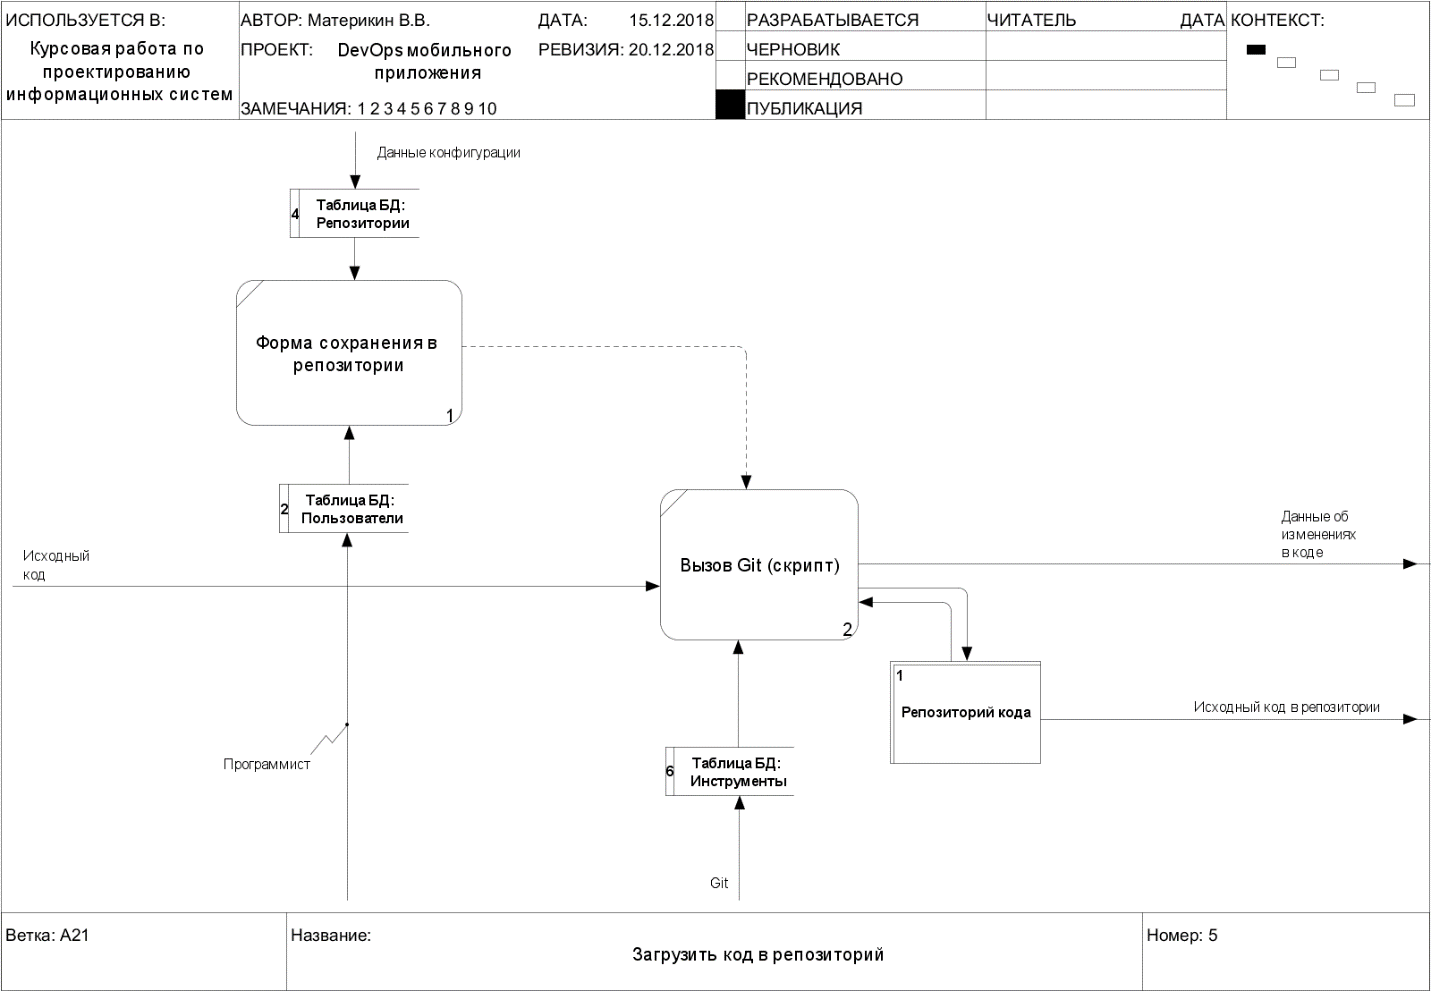 ИСПОЛЬЗУЕТСЯ В:
Курсовая работа по
проектированию
информационных систем
АВТОР: Материкин В.В.
ДАТА: 15.12.2018
ПРОЕКТ: DevOps мобильного
приложения
РЕВИЗИЯ: 20.12.2018
ЗАМЕЧАНИЯ: 1 2 3 4 5 6 7 8 9 10
РАЗРАБАТЫВАЕТСЯ
ЧЕРНОВИК
РЕКОМЕНДОВАНО
ПУБЛИКАЦИЯ
ЧИТАТЕЛЬ ДАТА
КОНТЕКСТ:
Данные конфигурации
4
Таблица БД:
Репозитории
Форма сохранения в
репозитории
1
2
Таблица БД:
Пользователи
Исходный
код
Вызов Git (скрипт)
2
Данные об
изменениях
в коде
1
Репозиторий кода
Исходный код в репозитории
Программист
6
Таблица БД:
Инструменты
Git
Ветка: A21
Название:
Загрузить код в репозиторий
Номер: 5